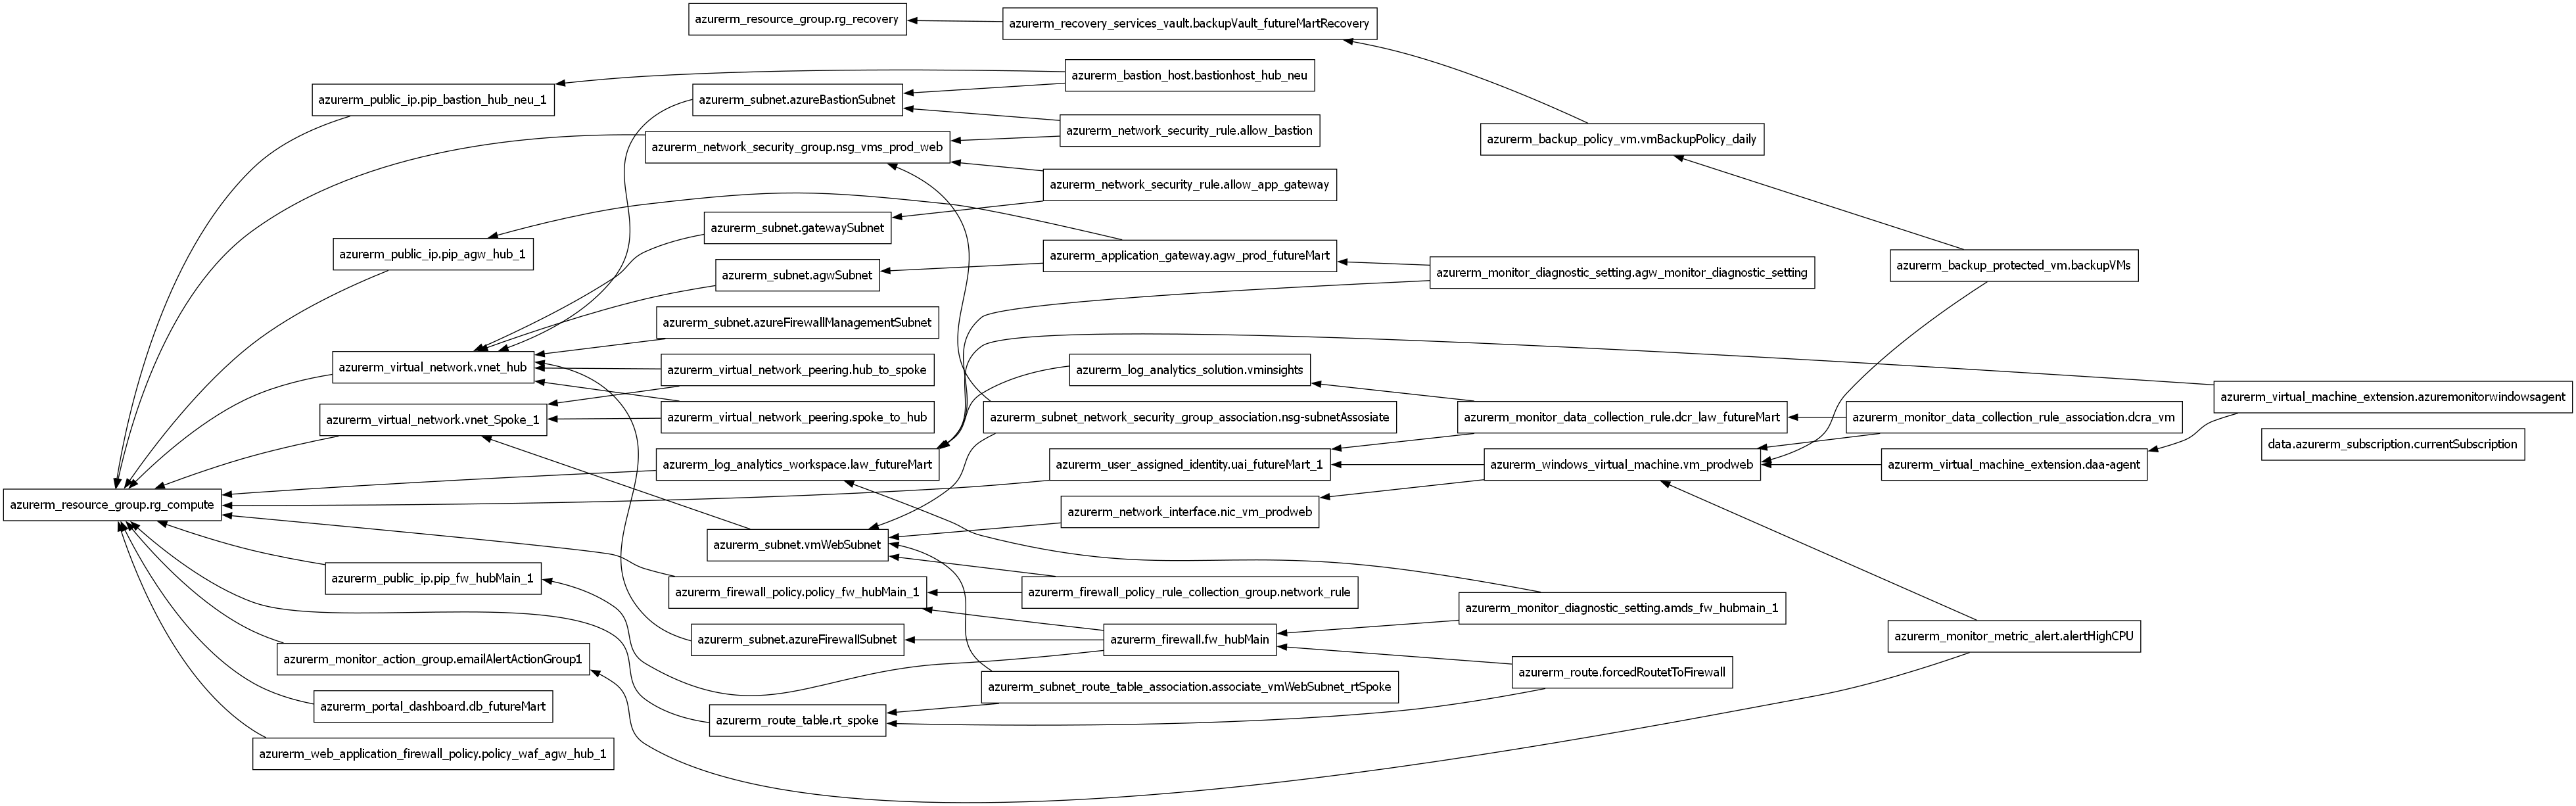 azurerm_resource_group.rg_recovery
azurerm_recovery_services_vault.backupVault_futureMartRecovery
azurerm_bastion_host.bastionhost_hub_neu
azurerm_public_ip.pip_bastion_hub_neu_1
azurerm_subnet.azureBastionSubnet
azurerm_network_security_rule.allow_bastion
azurerm_backup_policy_vm.vmBackupPolicy_daily
azurerm_network_security_group.nsg_vms_prod_web
azurerm_network_security_rule.allow_app_gateway
azurerm_subnet.gatewaySubnet
azurerm_public_ip.pip_agw_hub_1
azurerm_application_gateway.agw_prod_futureMart
azurerm_backup_protected_vm.backupVMs
azurerm_subnet.agwSubnet
azurerm_monitor_diagnostic_setting.agw_monitor_diagnostic_setting
azurerm_subnet.azureFirewallManagementSubnet
azurerm_virtual_network.vnet_hub
azurerm_virtual_network_peering.hub_to_spoke
azurerm_log_analytics_solution.vminsights
azurerm_virtual_machine_extension.azuremonitorwindowsagent
azurerm_virtual_network.vnet_Spoke_1
azurerm_virtual_network_peering.spoke_to_hub
azurerm_subnet_network_security_group_association.nsg-subnetAssosiate
azurerm_monitor_data_collection_rule.dcr_law_futureMart
azurerm_monitor_data_collection_rule_association.dcra_vm
data.azurerm_subscription.currentSubscription
azurerm_log_analytics_workspace.law_futureMart
azurerm_user_assigned_identity.uai_futureMart_1
azurerm_windows_virtual_machine.vm_prodweb
azurerm_virtual_machine_extension.daa-agent
azurerm_resource_group.rg_compute
azurerm_network_interface.nic_vm_prodweb
azurerm_subnet.vmWebSubnet
azurerm_public_ip.pip_fw_hubMain_1
azurerm_firewall_policy.policy_fw_hubMain_1
azurerm_firewall_policy_rule_collection_group.network_rule
azurerm_monitor_diagnostic_setting.amds_fw_hubmain_1
azurerm_subnet.azureFirewallSubnet
azurerm_firewall.fw_hubMain
azurerm_monitor_metric_alert.alertHighCPU
azurerm_monitor_action_group.emailAlertActionGroup1
azurerm_route.forcedRoutetToFirewall
azurerm_subnet_route_table_association.associate_vmWebSubnet_rtSpoke
azurerm_portal_dashboard.db_futureMart
azurerm_route_table.rt_spoke
azurerm_web_application_firewall_policy.policy_waf_agw_hub_1